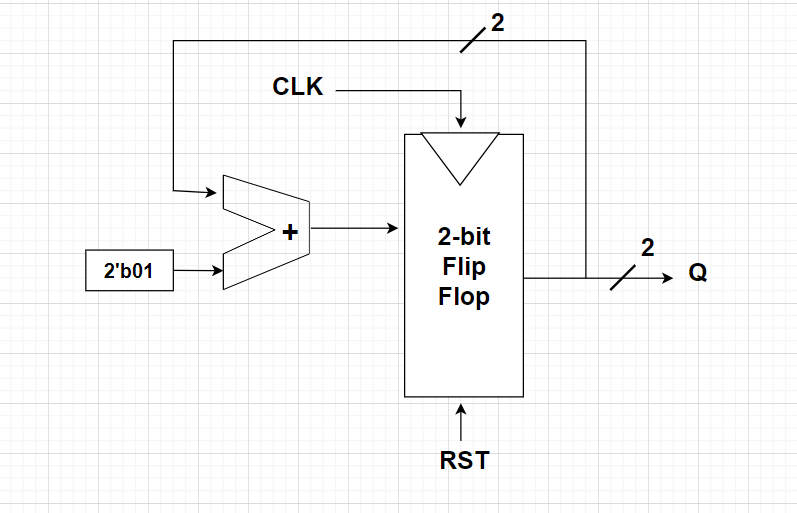 2
CLK
+
2'b01
2-bit
Flip
Flop
2
Q
RST